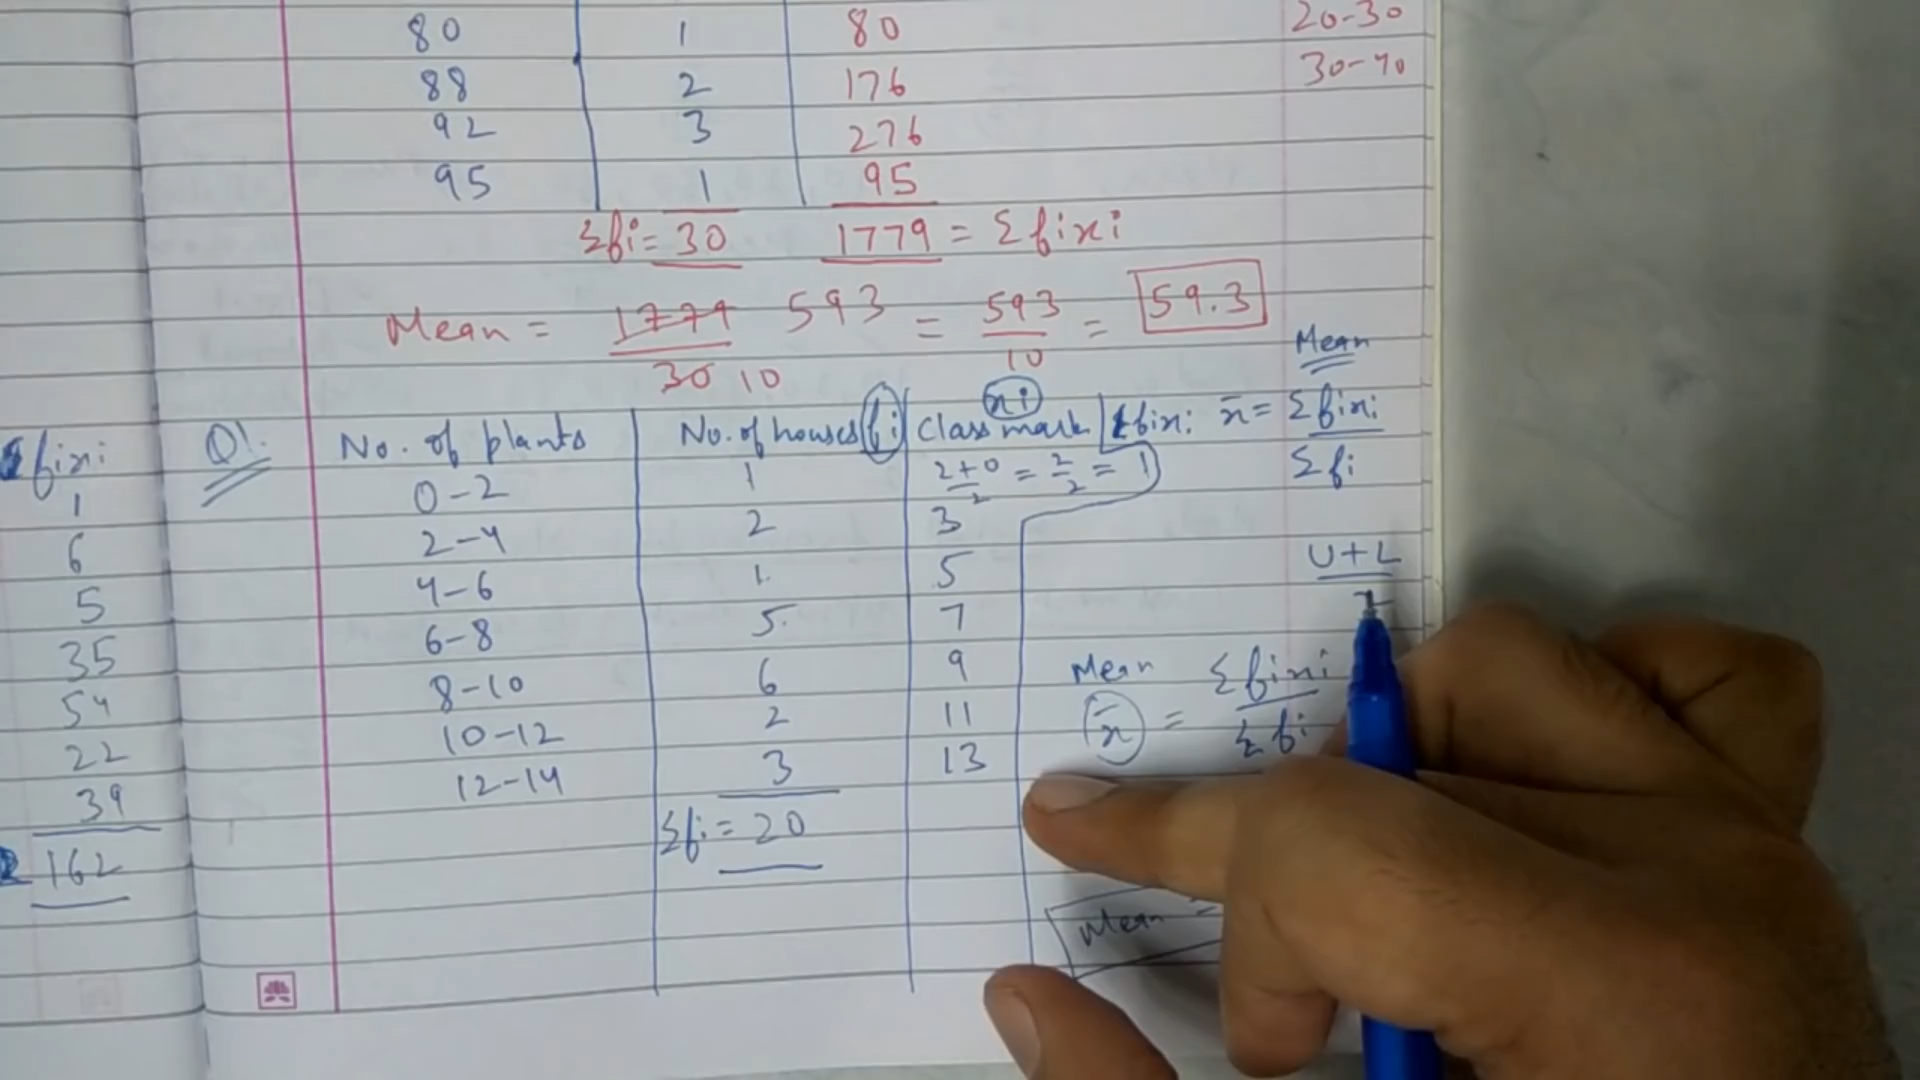 80 1 80 20-30
88 2 176 30-40
92 3 276
95 1 95
Σfi = 30 1779 = Σfixi
Mean = 1779 593 = 593 = 59.3
30 10 10
Mean
fixi Q1. No. of plants No. of houses fi xi Class mark fixi x̄ = Σfixi
Σfi
1 0-2 1 2+0 = 2 = 1
2 2
6 2-4 2 3
5 4-6 1 5 U+L
2
35 6-8 5 7
54 8-10 6 9 Mean Σfixi
22 10-12 2 11 x̄ = Σfi
39 12-14 3 13
162 Σfi = 20
Mean =